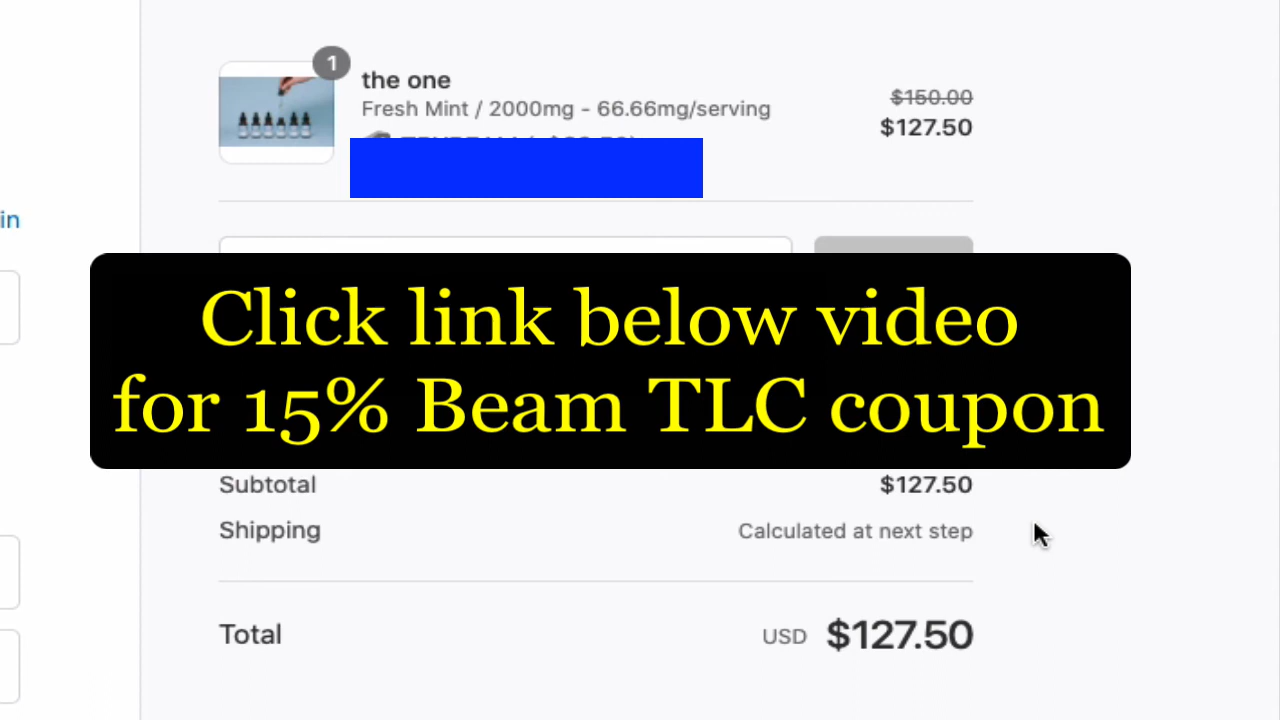 1
the one
Fresh Mint / 2000mg - 66.66mg/serving
$150.00
$127.50
in
Click link below video
for 15% Beam TLC coupon
Subtotal
$127.50
Shipping
Calculated at next step
Total
USD $127.50